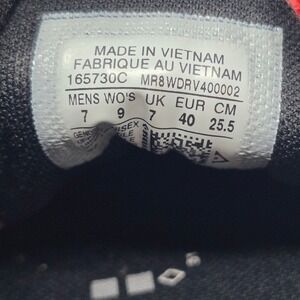 MADE IN VIETNAM
FABRIQUE AU VIETNAM
165730C MR8WDRV400002
MENS WO'S UK EUR CM
7 9 7 40 25.5